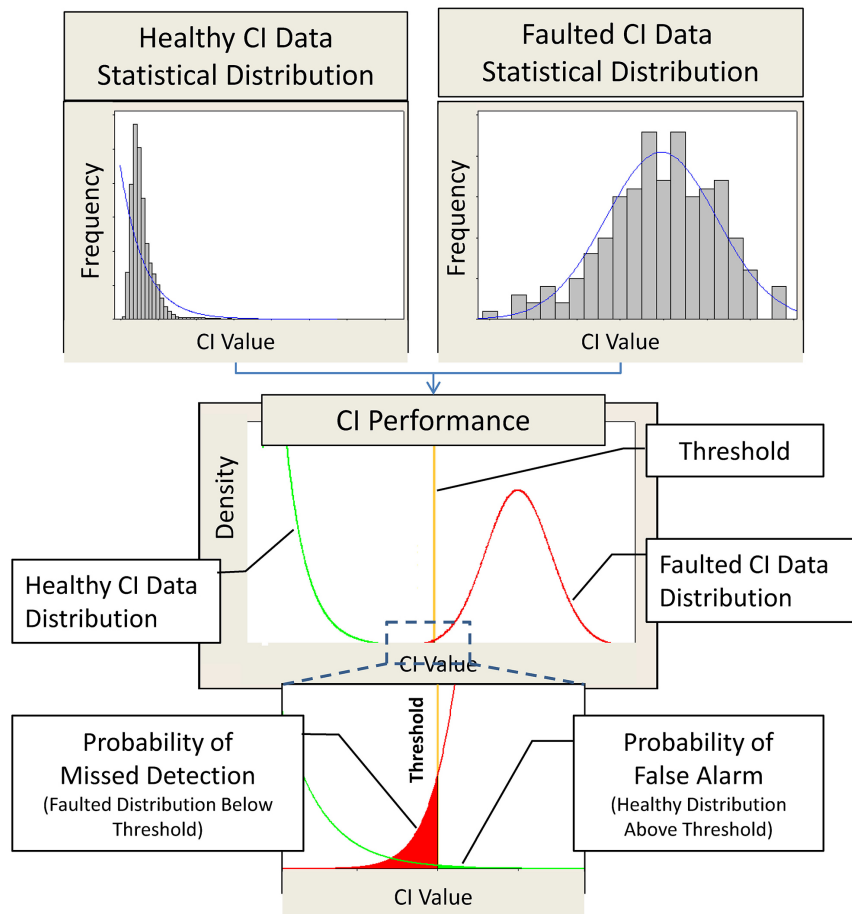 Healthy CI Data
Statistical Distribution
Faulted CI Data
Statistical Distribution
Frequency
CI Value
Frequency
CI Value
CI Performance
Density
Threshold
Healthy CI Data
Distribution
Faulted CI Data
Distribution
CI Value
Threshold
Probability of
Missed Detection
(Faulted Distribution Below
Threshold)
Probability of
False Alarm
(Healthy Distribution
Above Threshold)
CI Value